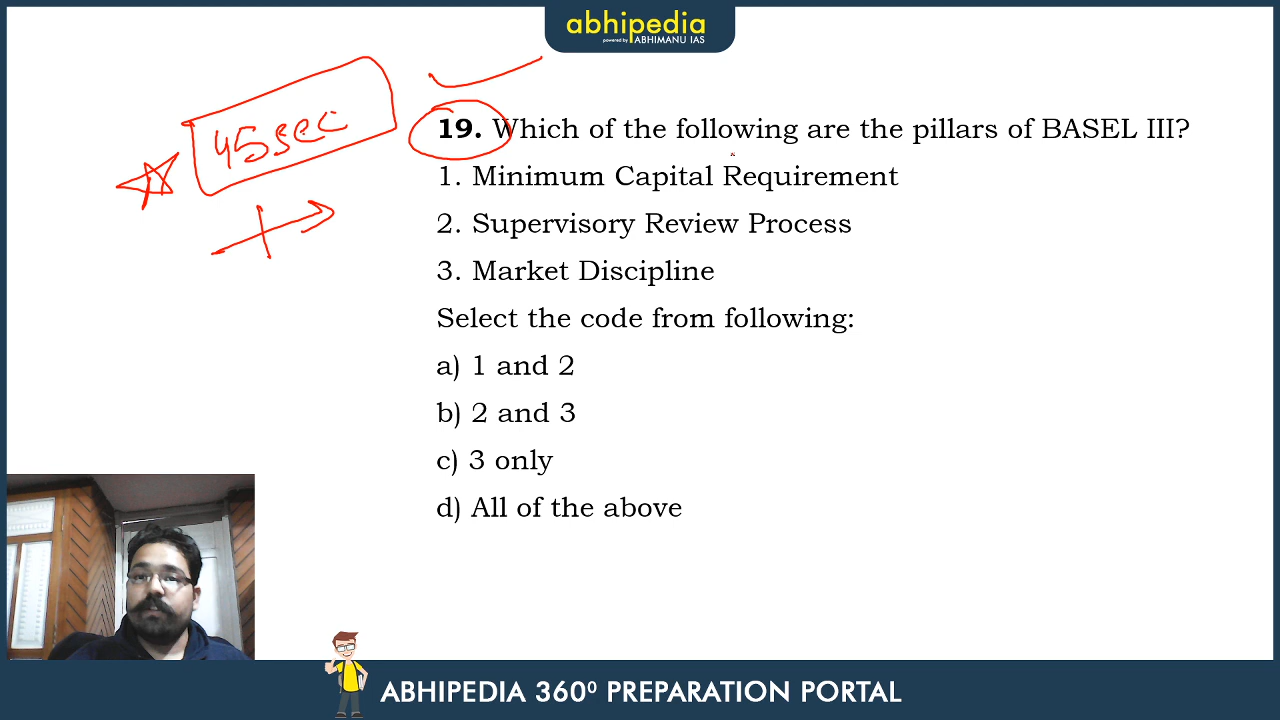 abhipedia
powered by ABHIMANU IAS
45sec
19. Which of the following are the pillars of BASEL III?
1. Minimum Capital Requirement
2. Supervisory Review Process
3. Market Discipline
Select the code from following:
a) 1 and 2
b) 2 and 3
c) 3 only
d) All of the above
ABHIPEDIA 360⁰ PREPARATION PORTAL